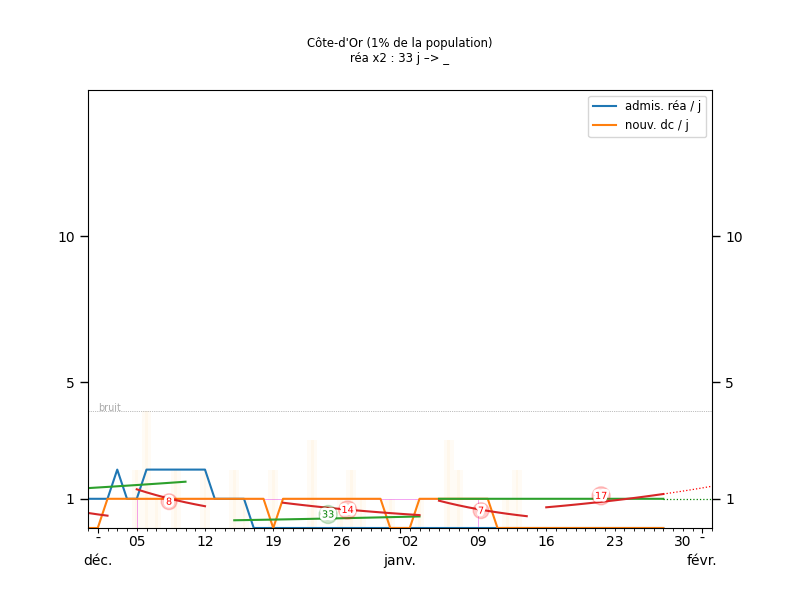 Côte-d'Or (1% de la population)
réa x2 : 33 j –> _
admis. réa / j
nouv. dc / j
10 10
5 5
bruit
1 1
8 33 14 7 17
- 05 12 19 26 -02 09 16 23 30 -
déc. janv. févr.